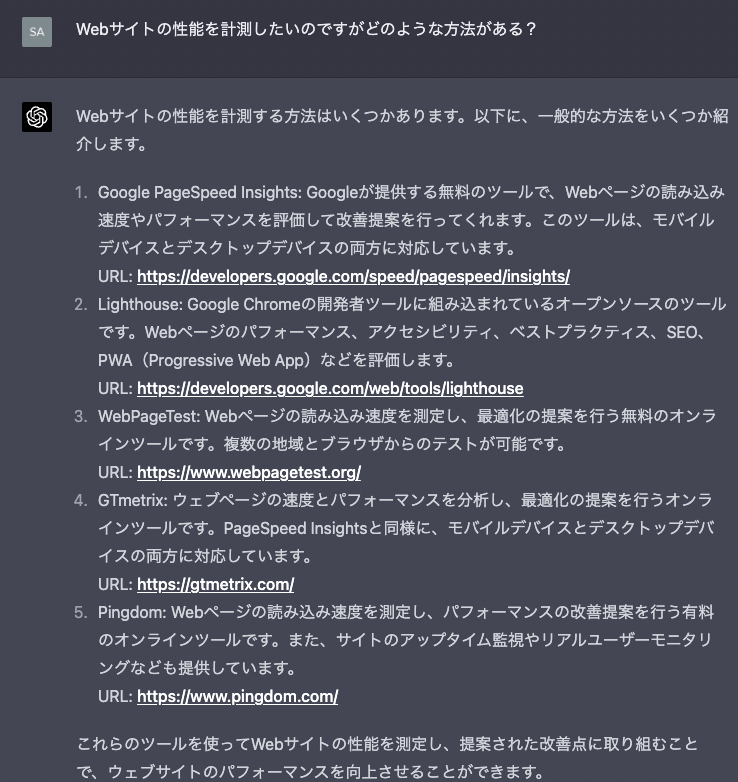 SA
Webサイトの性能を計測したいのですがどのような方法がある？
Webサイトの性能を計測する方法はいくつかあります。以下に、一般的な方法をいくつか紹
介します。
1. Google PageSpeed Insights: Googleが提供する無料のツールで、Webページの読み込み
速度やパフォーマンスを評価して改善提案を行ってくれます。このツールは、モバイル
デバイスとデスクトップデバイスの両方に対応しています。
URL: https://developers.google.com/speed/pagespeed/insights/
2. Lighthouse: Google Chromeの開発者ツールに組み込まれているオープンソースのツール
です。Webページのパフォーマンス、アクセシビリティ、ベストプラクティス、SEO、
PWA（Progressive Web App）などを評価します。
URL: https://developers.google.com/web/tools/lighthouse
3. WebPageTest: Webページの読み込み速度を測定し、最適化の提案を行う無料のオンラ
インツールです。複数の地域とブラウザからのテストが可能です。
URL: https://www.webpagetest.org/
4. GTmetrix: ウェブページの速度とパフォーマンスを分析し、最適化の提案を行うオンラ
インツールです。PageSpeed Insightsと同様に、モバイルデバイスとデスクトップデバ
イスの両方に対応しています。
URL: https://gtmetrix.com/
5. Pingdom: Webページの読み込み速度を測定し、パフォーマンスの改善提案を行う有料
のオンラインツールです。また、サイトのアップタイム監視やリアルユーザーモニタリ
ングなども提供しています。
URL: https://www.pingdom.com/
これらのツールを使ってWebサイトの性能を測定し、提案された改善点に取り組むこと
で、ウェブサイトのパフォーマンスを向上させることができます。